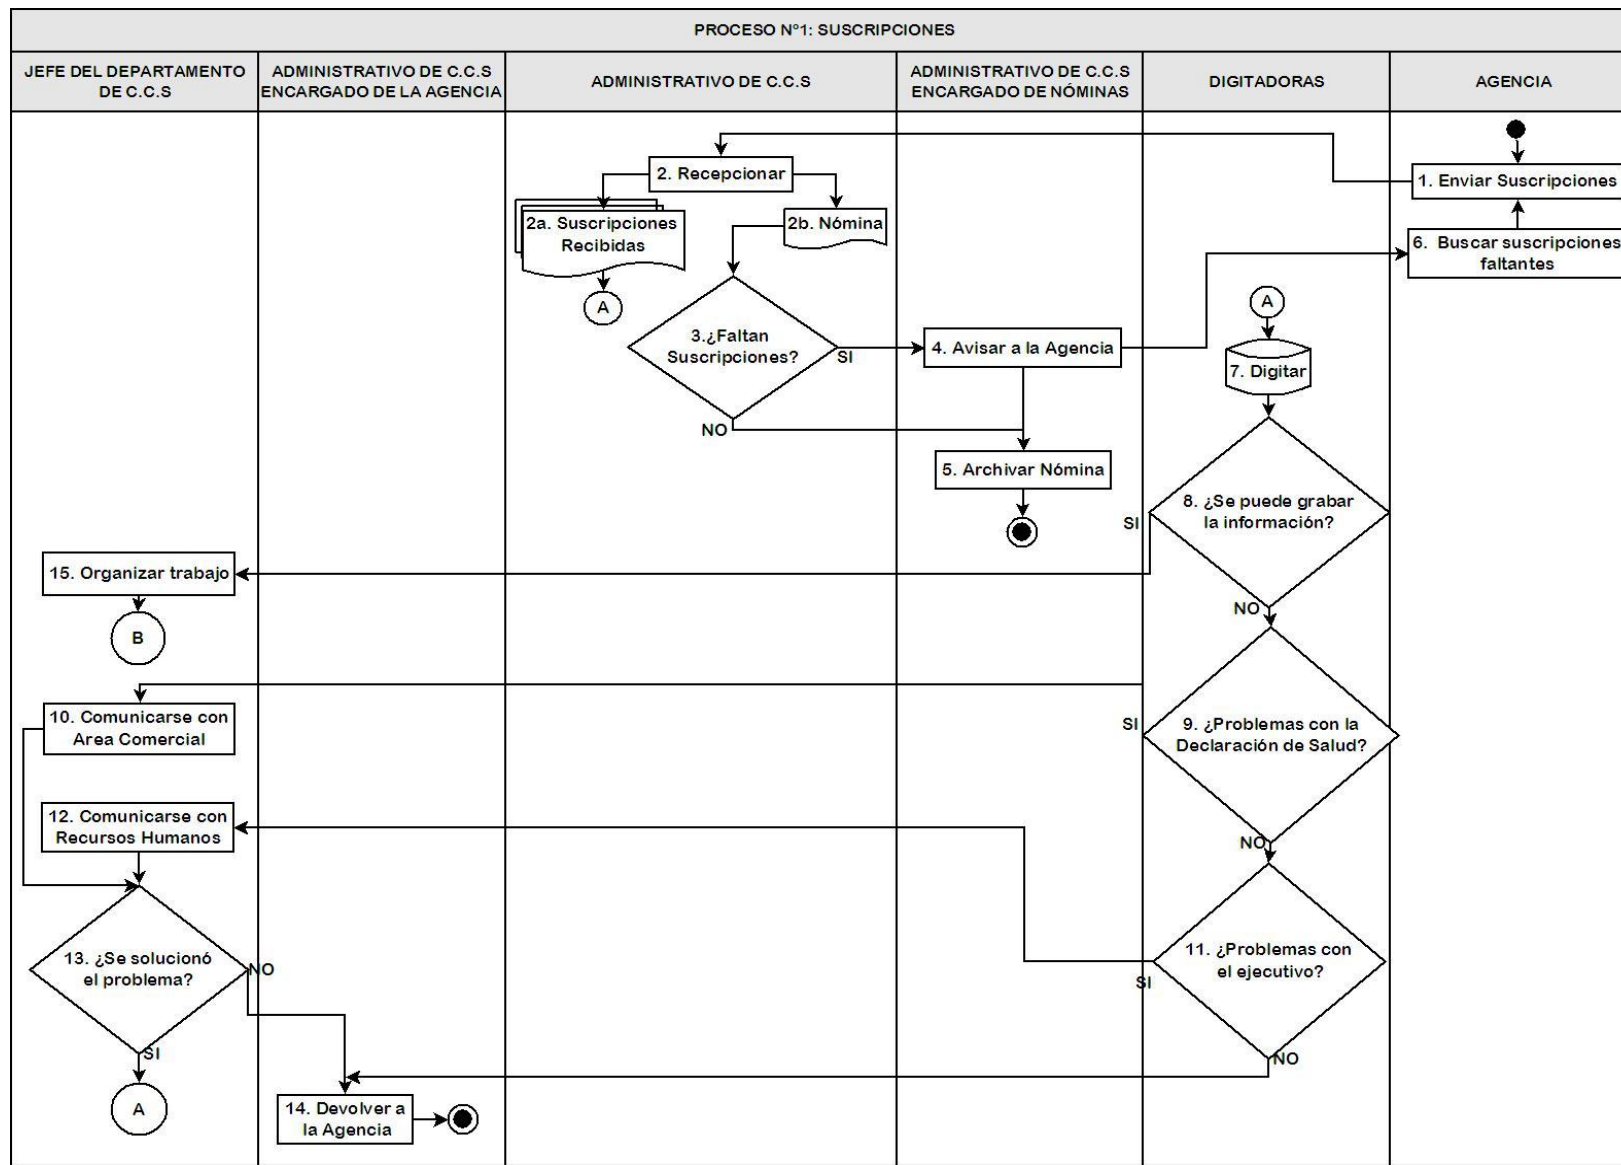 PROCESO Nº1: SUSCRIPCIONES
JEFE DEL DEPARTAMENTO
DE C.C.S
ADMINISTRATIVO DE C.C.S
ENCARGADO DE LA AGENCIA
ADMINISTRATIVO DE C.C.S
ADMINISTRATIVO DE C.C.S
ENCARGADO DE NÓMINAS
DIGITADORAS
AGENCIA
1. Enviar Suscripciones
2. Recepcionar
2a. Suscripciones
Recibidas
2b. Nómina
A
3.¿Faltan
Suscripciones?
SI
NO
4. Avisar a la Agencia
5. Archivar Nómina
6. Buscar suscripciones
faltantes
A
7. Digitar
8. ¿Se puede grabar
la información?
SI
NO
15. Organizar trabajo
B
9. ¿Problemas con la
Declaración de Salud?
SI
NO
10. Comunicarse con
Area Comercial
11. ¿Problemas con
el ejecutivo?
SI
NO
12. Comunicarse con
Recursos Humanos
13. ¿Se solucionó
el problema?
NO
SI
A
14. Devolver a
la Agencia